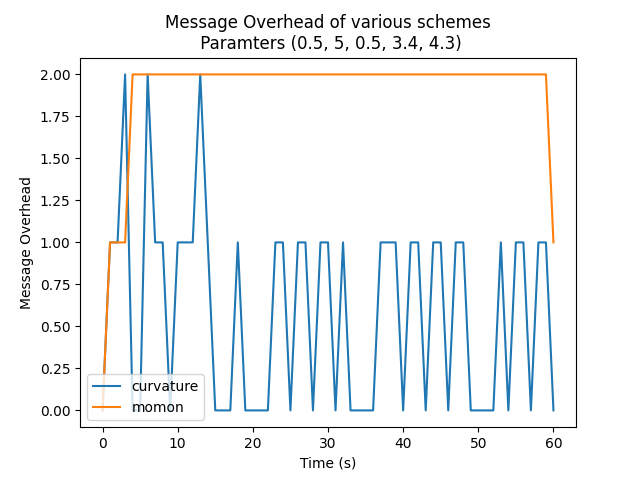 Message Overhead of various schemes
Paramters (0.5, 5, 0.5, 3.4, 4.3)
Message Overhead
2.00
1.75
1.50
1.25
1.00
0.75
0.50
0.25
0.00
curvature
momon
0 10 20 30 40 50 60
Time (s)